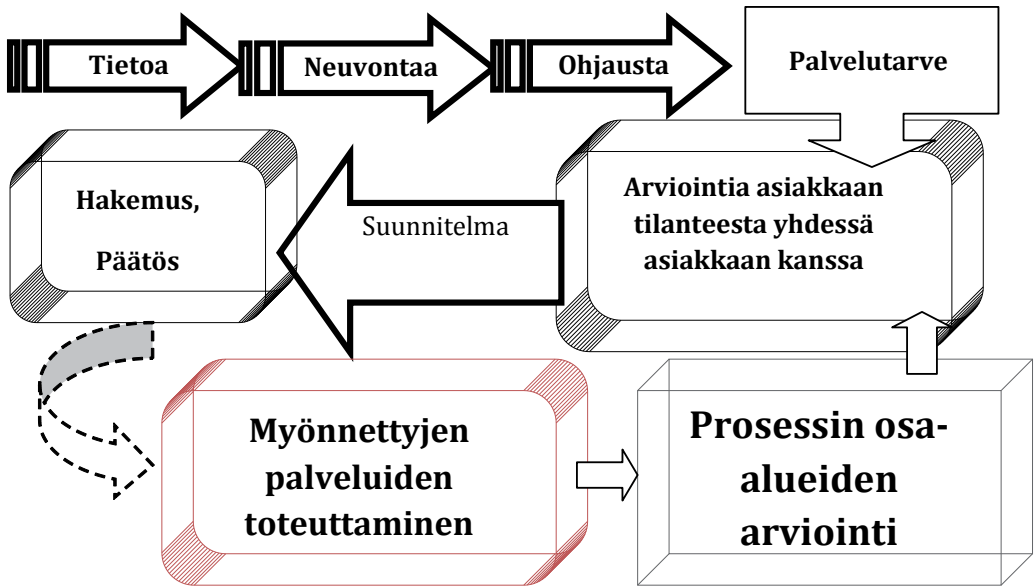 Tietoa
Neuvontaa
Ohjausta
Palvelutarve
Arviointia asiakkaan
tilanteesta yhdessä
asiakkaan kanssa
Suunnitelma
Hakemus,
Päätös
Myönnettyjen
palveluiden
toteuttaminen
Prosessin osa-
alueiden
arviointi